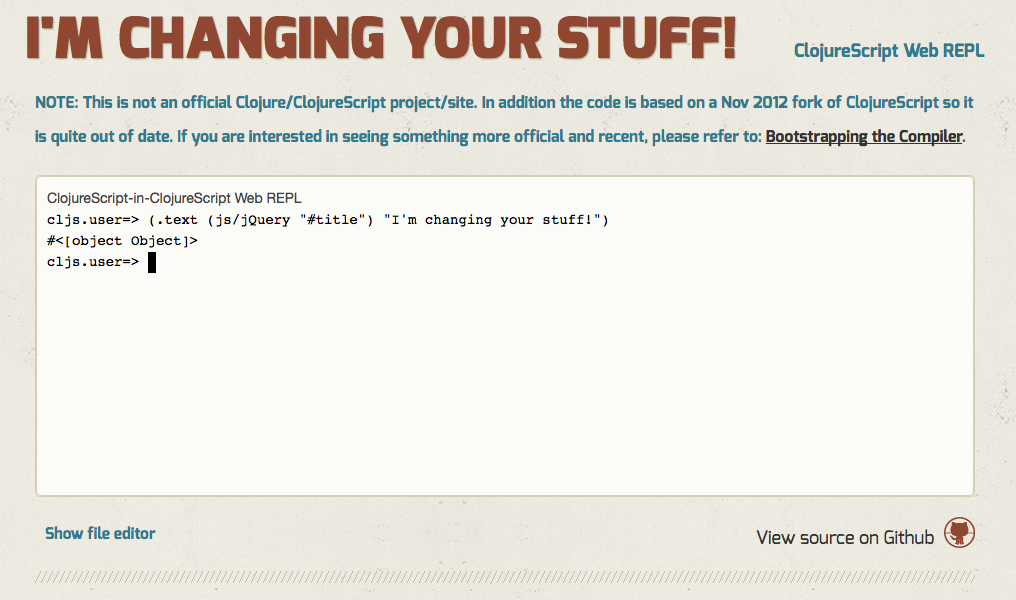 I'M CHANGING YOUR STUFF!
ClojureScript Web REPL
NOTE: This is not an official Clojure/ClojureScript project/site. In addition the code is based on a Nov 2012 fork of ClojureScript so it
is quite out of date. If you are interested in seeing something more official and recent, please refer to: Bootstrapping the Compiler.
ClojureScript-in-ClojureScript Web REPL
cljs.user=> (.text (js/jQuery "#title") "I'm changing your stuff!")
#<[object Object]>
cljs.user=>
Show file editor
View source on Github